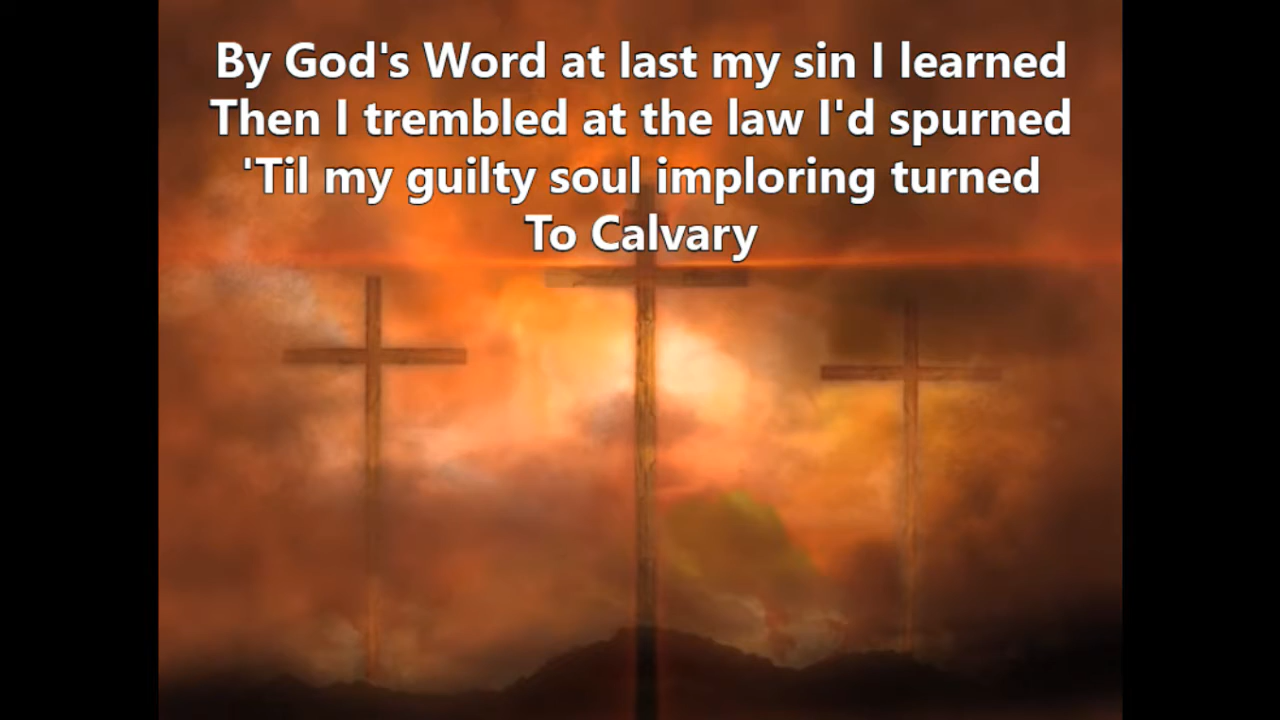 By God's Word at last my sin I learned
Then I trembled at the law I'd spurned
'Til my guilty soul imploring turned
To Calvary